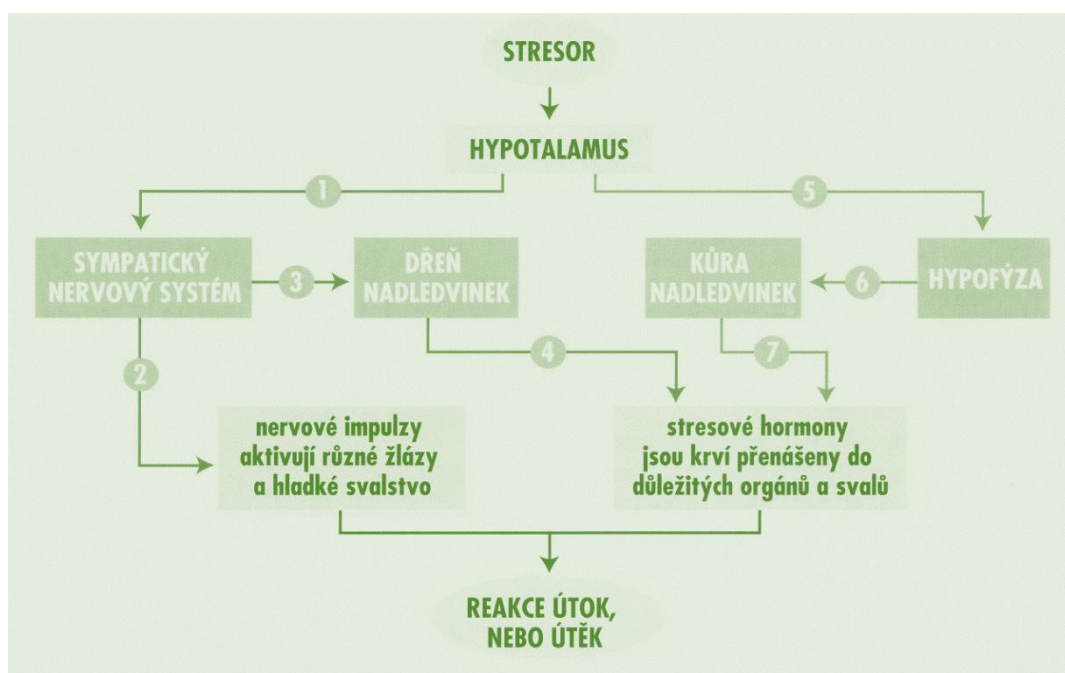 STRESOR
HYPOTALAMUS
1
5
SYMPATICKÝ
NERVOVÝ SYSTÉM
3
DŘEŇ
NADLEDVINEK
KŮRA
NADLEDVINEK
6
HYPOFÝZA
2
4
7
nervové impulzy
aktivují různé žlázy
a hladké svalstvo
stresové hormony
jsou krví přenášeny do
důležitých orgánů a svalů
REAKCE ÚTOK,
NEBO ÚTĚK